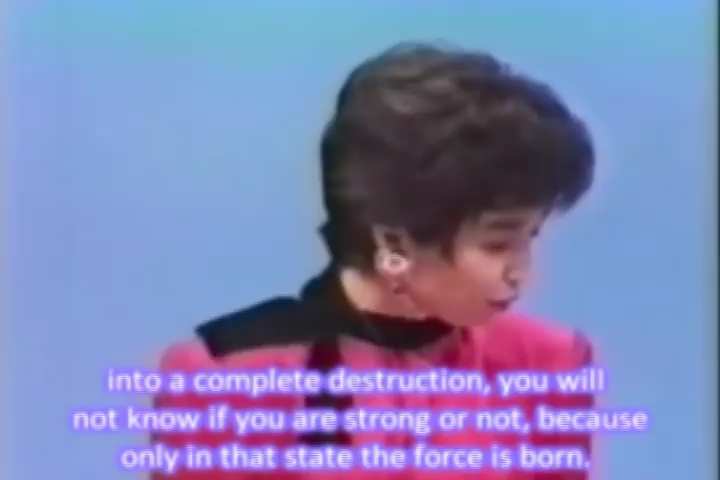 into a complete destruction, you will
not know if you are strong or not, because
only in that state the force is born.